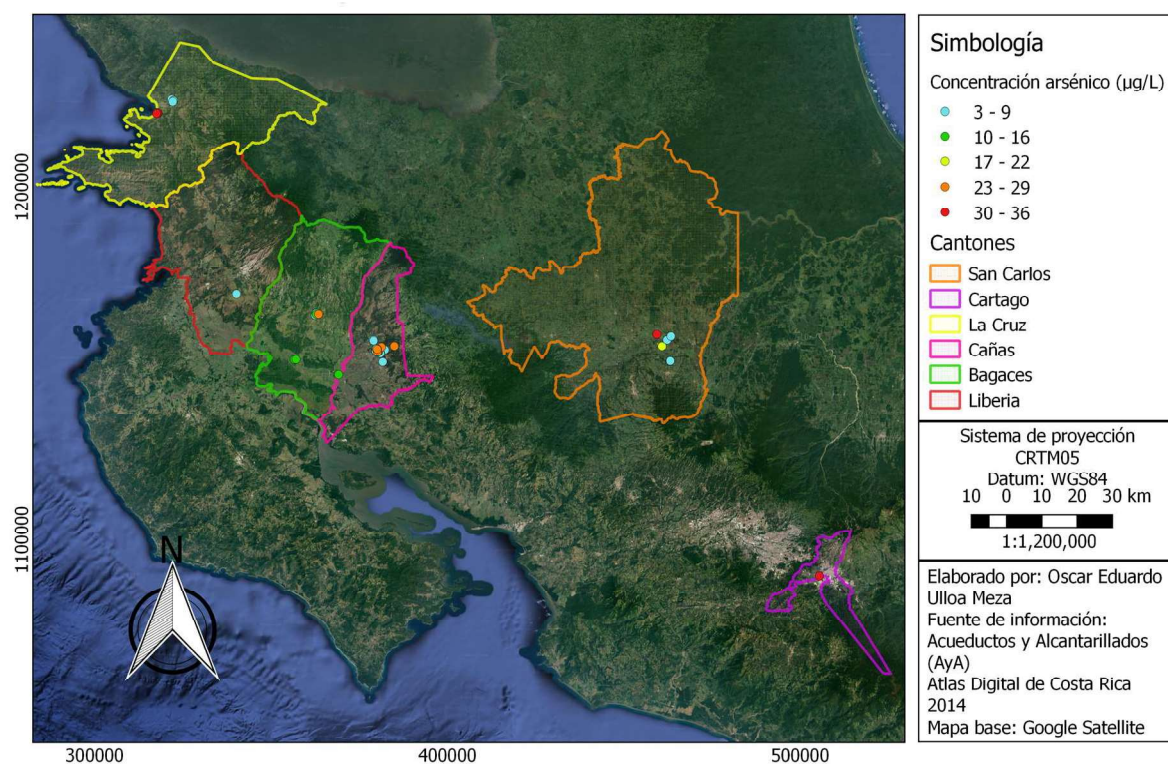 Simbología
Concentración arsénico (µg/L)
3 - 9
10 - 16
17 - 22
23 - 29
30 - 36
Cantones
San Carlos
Cartago
La Cruz
Cañas
Bagaces
Liberia
Sistema de proyección
CRTM05
Datum: WGS84
10 0 10 20 30 km
1:1,200,000
Elaborado por: Oscar Eduardo
Ulloa Meza
Fuente de información:
Acueductos y Alcantarillados
(AyA)
Atlas Digital de Costa Rica
2014
Mapa base: Google Satellite
1200000
1100000
N
300000 400000 500000